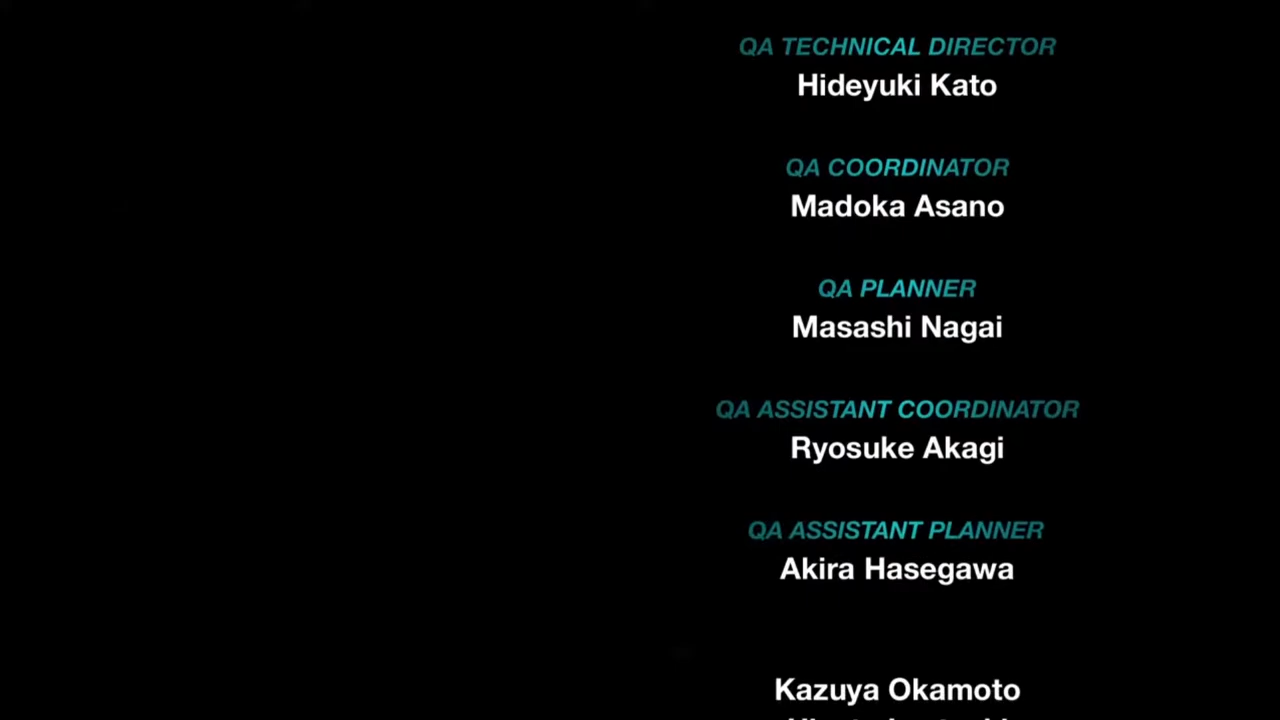 QA TECHNICAL DIRECTOR
Hideyuki Kato
QA COORDINATOR
Madoka Asano
QA PLANNER
Masashi Nagai
QA ASSISTANT COORDINATOR
Ryosuke Akagi
QA ASSISTANT PLANNER
Akira Hasegawa
Kazuya Okamoto